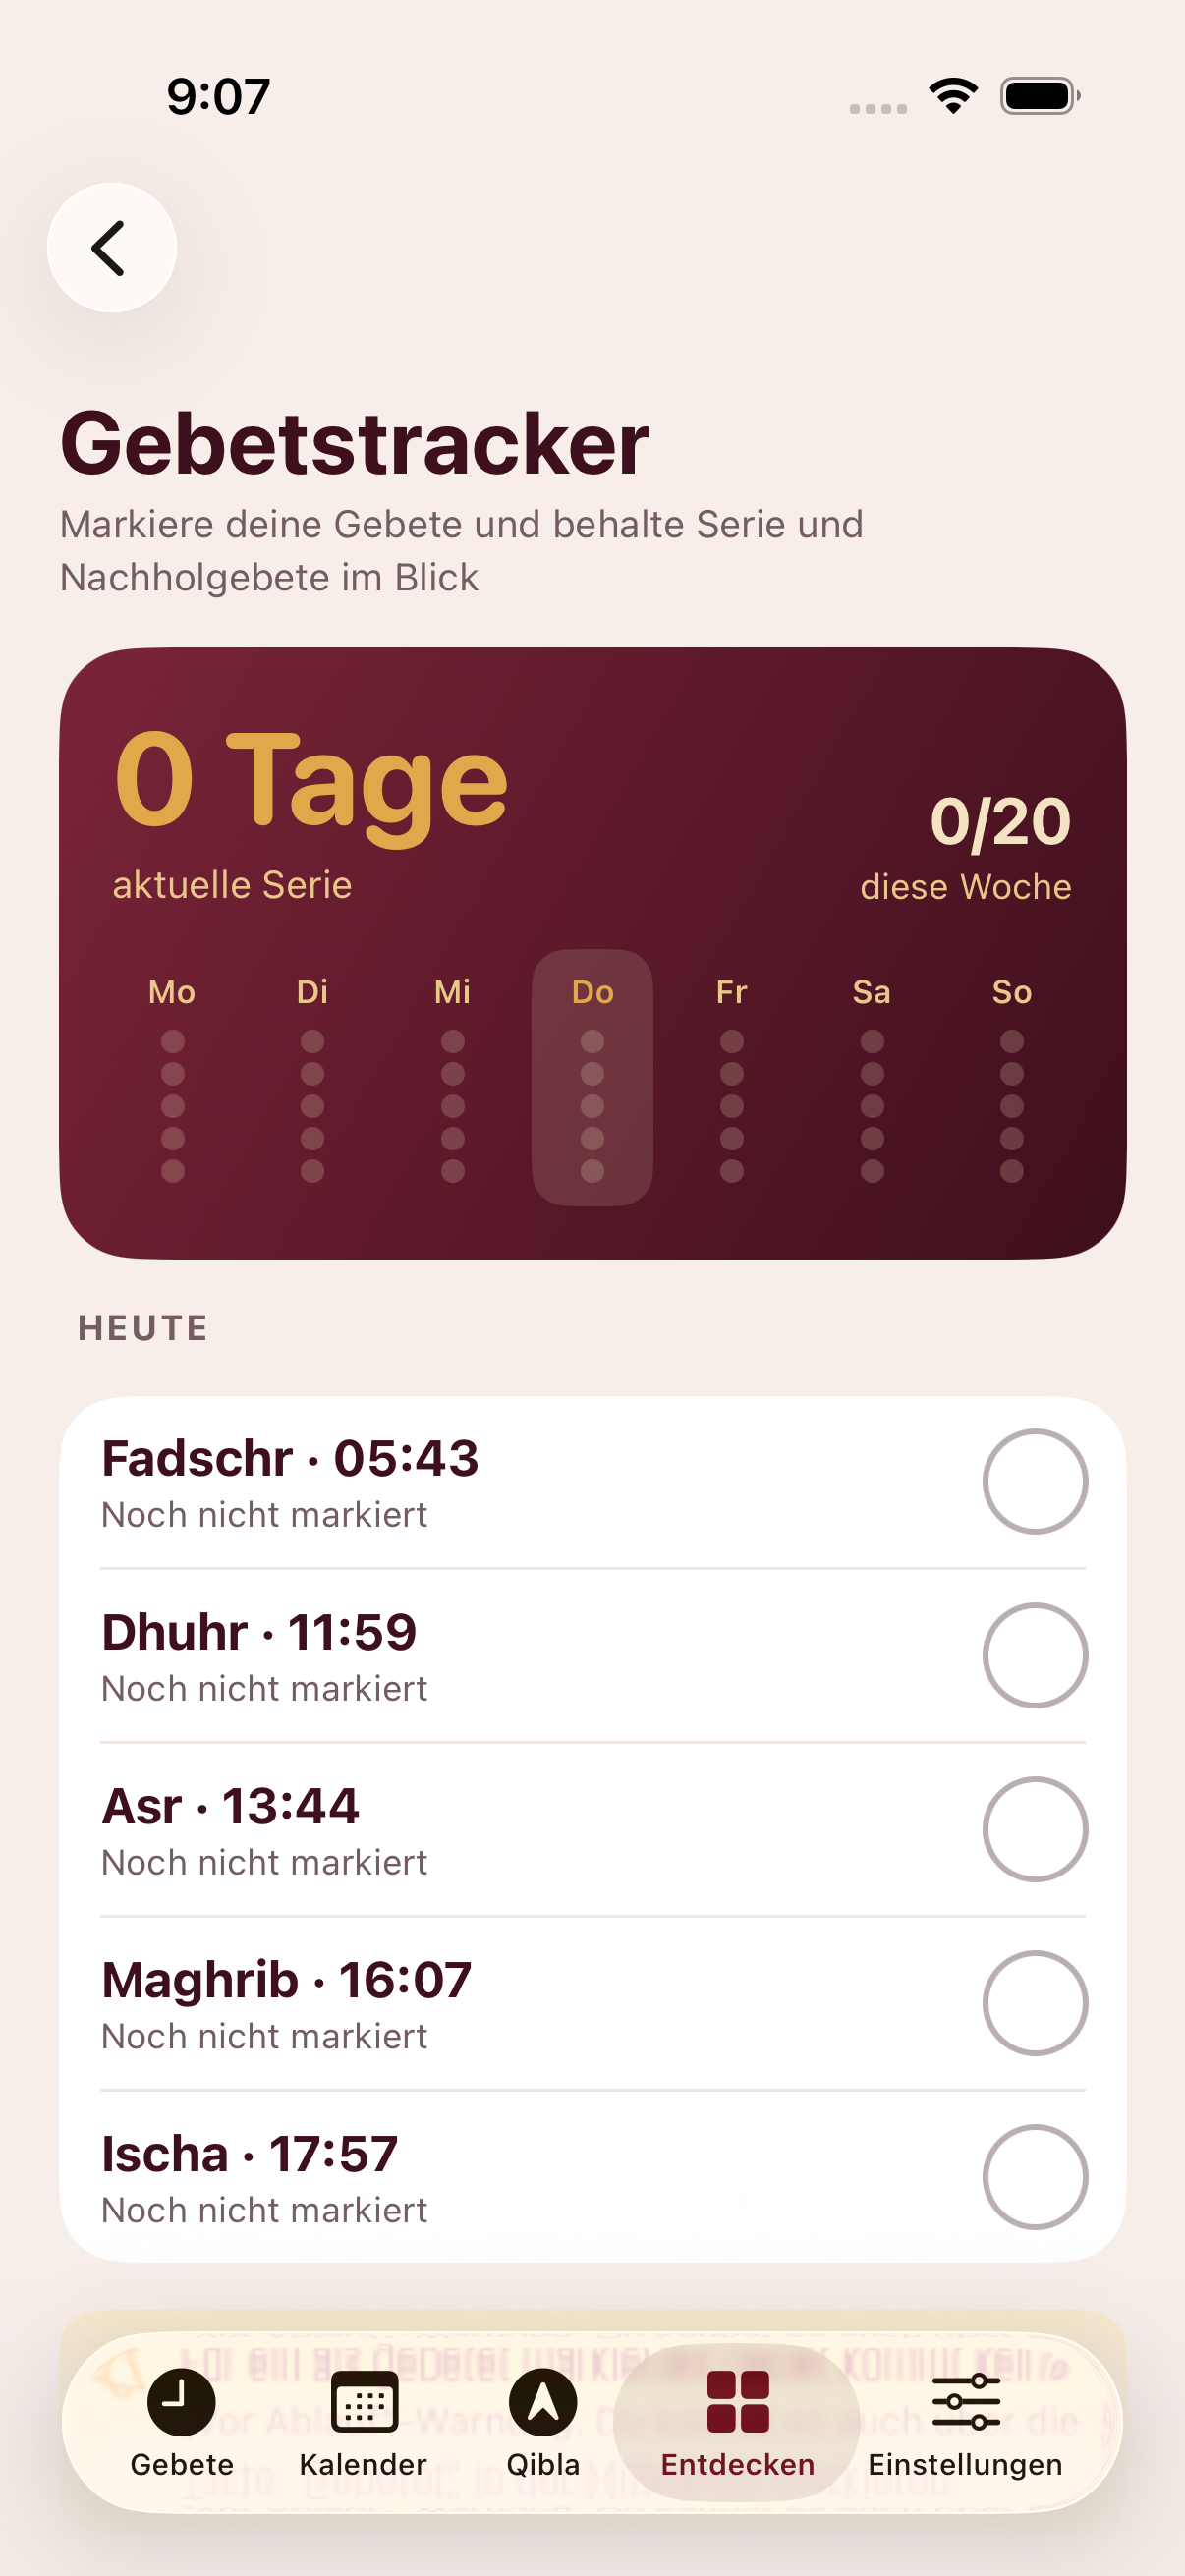 9:07
Gebetstracker
Markiere deine Gebete und behalte Serie und
Nachholgebete im Blick
0 Tage
aktuelle Serie
0/20
diese Woche
Mo Di Mi Do Fr Sa So
HEUTE
Fadschr · 05:43
Noch nicht markiert
Dhuhr · 11:59
Noch nicht markiert
Asr · 13:44
Noch nicht markiert
Maghrib · 16:07
Noch nicht markiert
Ischa · 17:57
Noch nicht markiert
Gebete Kalender Qibla Entdecken Einstellungen